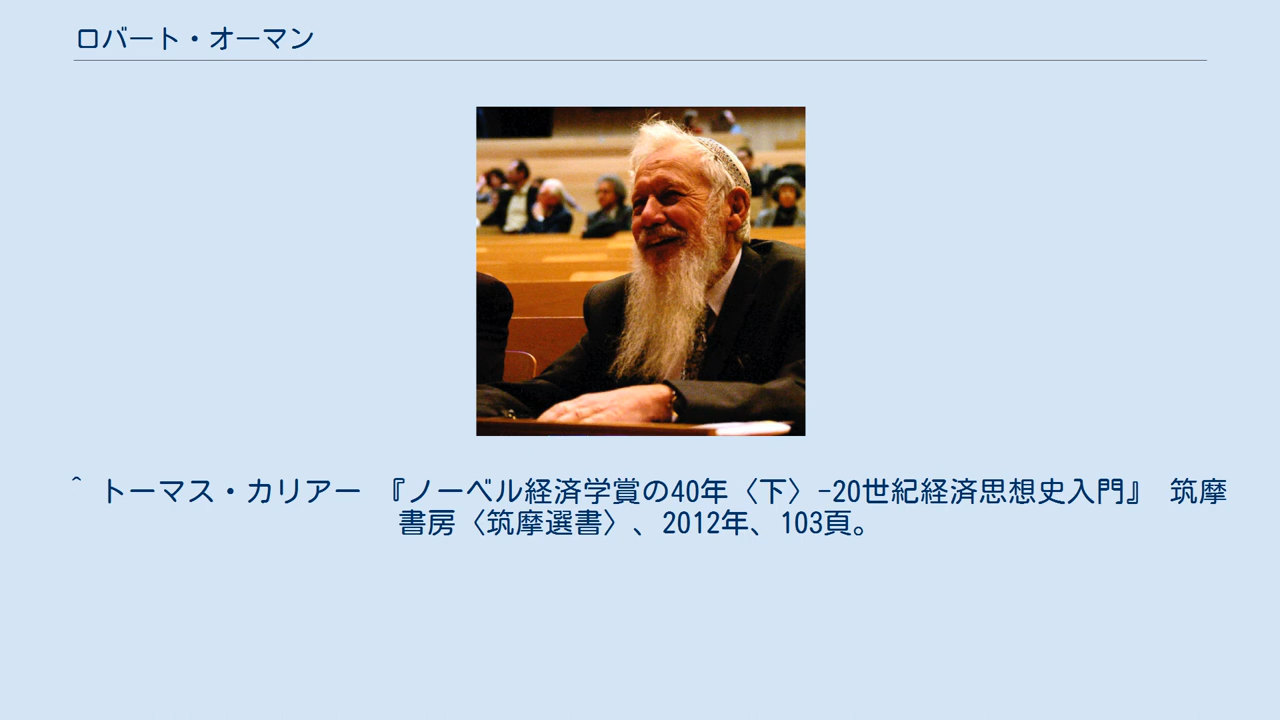 ロバート・オーマン
^ トーマス・カリアー 『ノーベル経済学賞の40年〈下〉-20世紀経済思想史入門』 筑摩
書房〈筑摩選書〉、2012年、103頁。